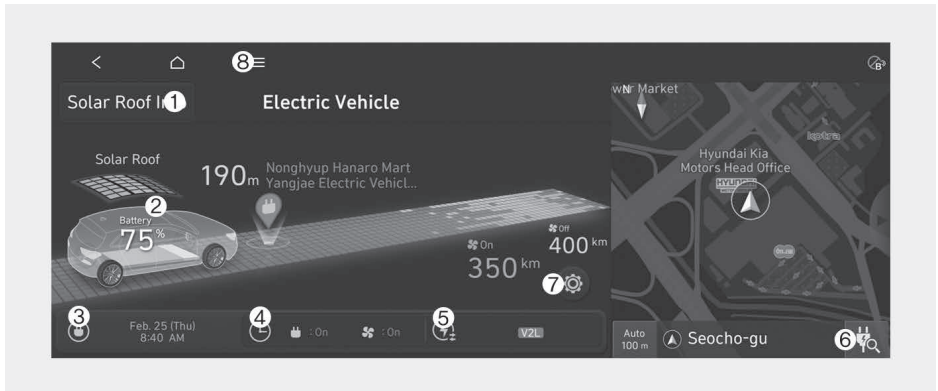 8
Solar Roof In
1
Electric Vehicle
Solar Roof
190m
Nonghyup Hanaro Mart
Yangjae Electric Vehicl...
2
Battery
75%
On
350 km
Off
400 km
7
3
Feb. 25 (Thu)
8:40 AM
4
: On
: On
5
V2L
N
Market
Hyundai Kia
Motors Head Office
HYUNDAI
Auto
100 m
Seocho-gu
6